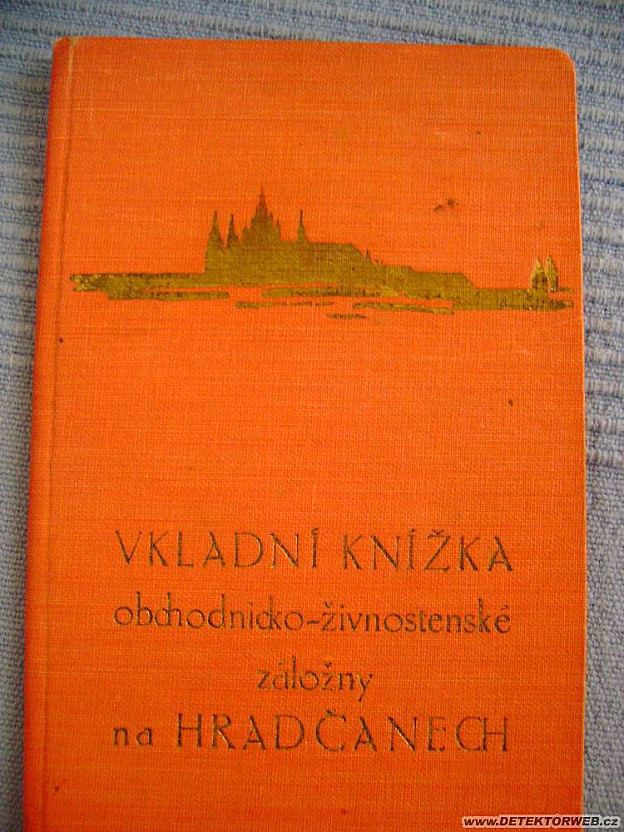 VKLADNÍ KNÍŽKA
obchodnicko-živnostenské
záložny
na HRADČANECH
WWW.DETEKTORWEB.CZ